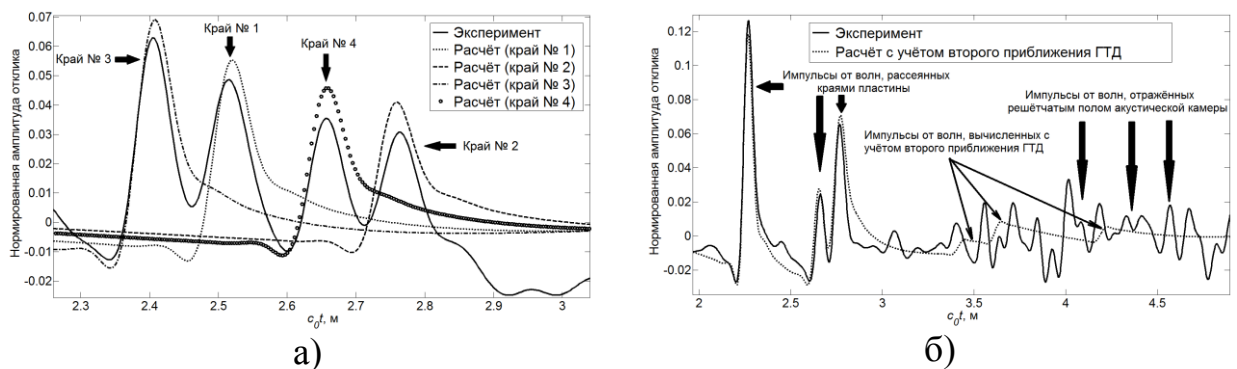 Нормированная амплитуда отклика
0.07
0.06
0.05
0.04
0.03
0.02
0.01
0
-0.01
-0.02
Край № 3
Край № 1
Край № 4
Край № 2
Эксперимент
Расчёт (край № 1)
Расчёт (край № 2)
Расчёт (край № 3)
Расчёт (край № 4)
2.3 2.4 2.5 2.6 2.7 2.8 2.9 3
c₀t, м
а)
Нормированная амплитуда отклика
0.12
0.1
0.08
0.06
0.04
0.02
0
-0.02
Эксперимент
Расчёт с учётом второго приближения ГТД
Импульсы от волн, рассеянных
краями пластины
Импульсы от волн, отражённых
решётчатым полом акустической камеры
Импульсы от волн, вычисленных с
учётом второго приближения ГТД
2 2.5 3 3.5 4 4.5
c₀t, м
б)